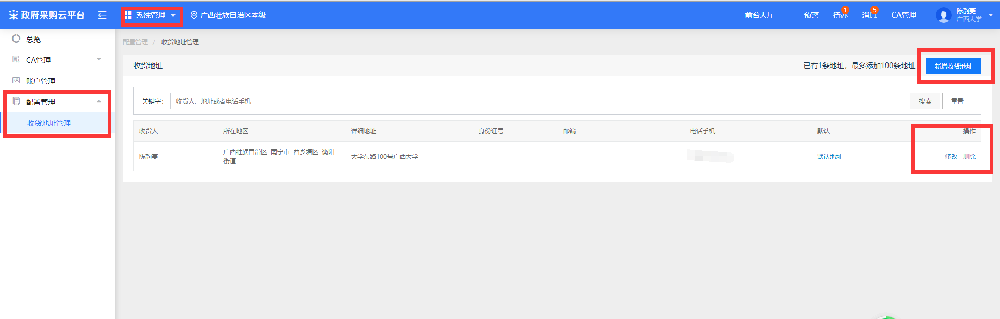 政府采购云平台
系统管理
广西壮族自治区本级
前台大厅
预警
待办
1
消息
5
CA管理
陈韵葵
广西大学
总览
CA管理
账户管理
配置管理
收货地址管理
配置管理 / 收货地址管理
收货地址
已有1条地址，最多添加100条地址
新增收货地址
关键字：
收货人、地址或者电话手机
搜索
重置
收货人 所在地区 详细地址 身份证号 邮编 电话手机 默认 操作
陈韵葵
广西壮族自治区 南宁市 西乡塘区 衡阳
街道
大学东路100号广西大学
-
默认地址
修改 删除